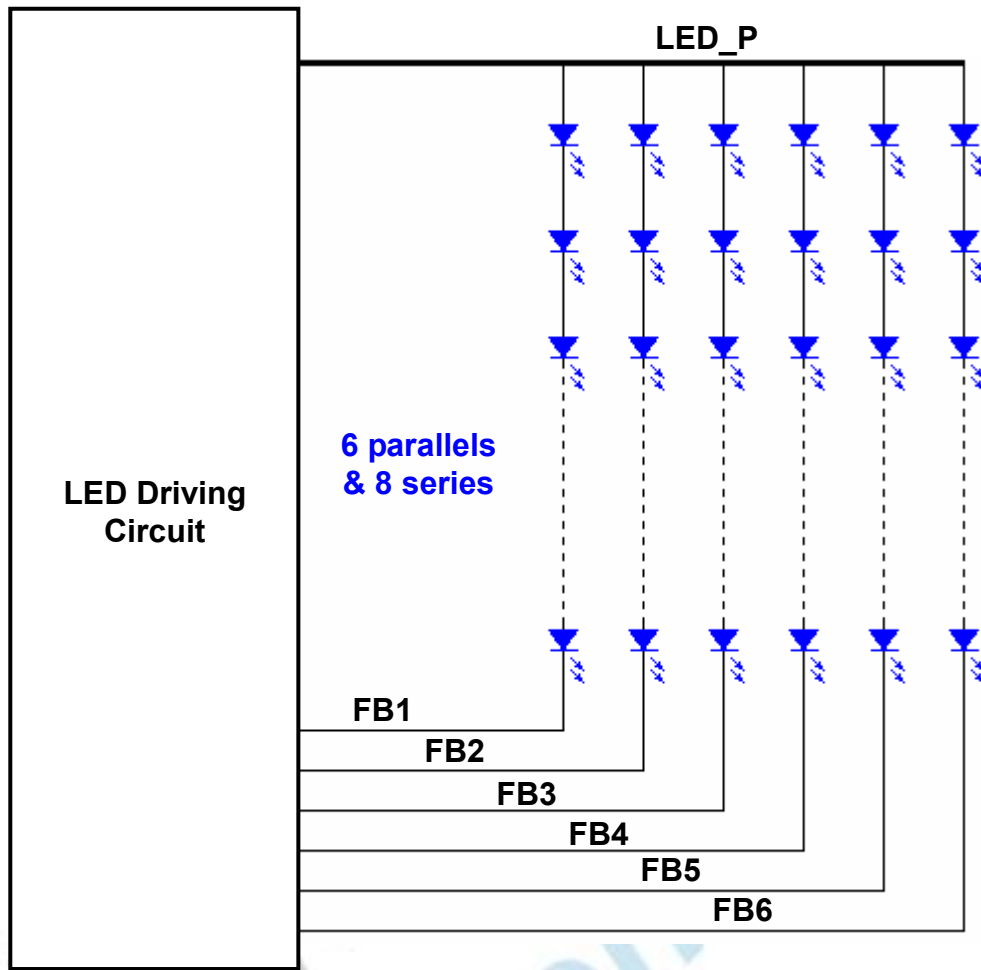 LED_P
6 parallels
& 8 series
LED Driving
Circuit
FB1
FB2
FB3
FB4
FB5
FB6